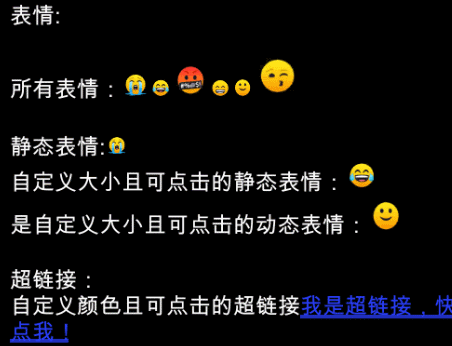 表情:
所有表情：😭😂🤬😁🙂😙
静态表情:😭
自定义大小且可点击的静态表情：😂
是自定义大小且可点击的动态表情：🙂
超链接：
自定义颜色且可点击的超链接我是超链接，快
点我！